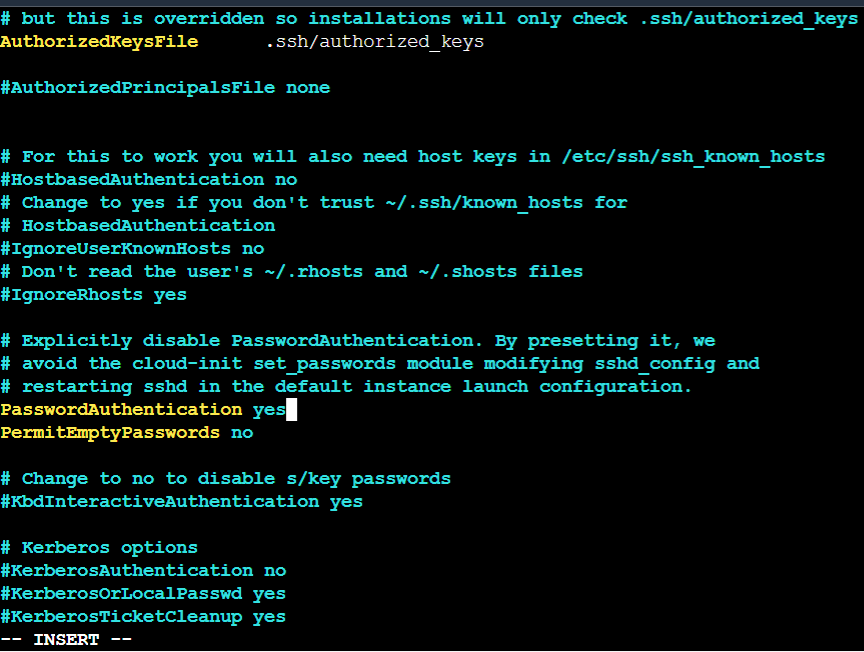 # but this is overridden so installations will only check .ssh/authorized_keys
AuthorizedKeysFile      .ssh/authorized_keys
#AuthorizedPrincipalsFile none
# For this to work you will also need host keys in /etc/ssh/ssh_known_hosts
#HostbasedAuthentication no
# Change to yes if you don't trust ~/.ssh/known_hosts for
# HostbasedAuthentication
#IgnoreUserKnownHosts no
# Don't read the user's ~/.rhosts and ~/.shosts files
#IgnoreRhosts yes
# Explicitly disable PasswordAuthentication. By presetting it, we
# avoid the cloud-init set_passwords module modifying sshd_config and
# restarting sshd in the default instance launch configuration.
PasswordAuthentication yes
PermitEmptyPasswords no
# Change to no to disable s/key passwords
#KbdInteractiveAuthentication yes
# Kerberos options
#KerberosAuthentication no
#KerberosOrLocalPasswd yes
#KerberosTicketCleanup yes
-- INSERT --